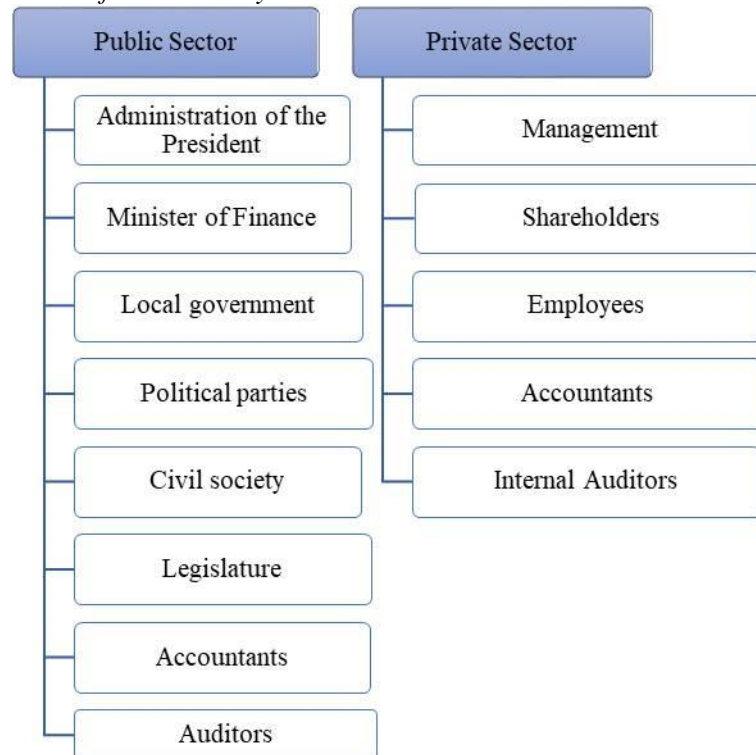 Public Sector
Administration of the
President
Minister of Finance
Local government
Political parties
Civil society
Legislature
Accountants
Auditors
Private Sector
Management
Shareholders
Employees
Accountants
Internal Auditors